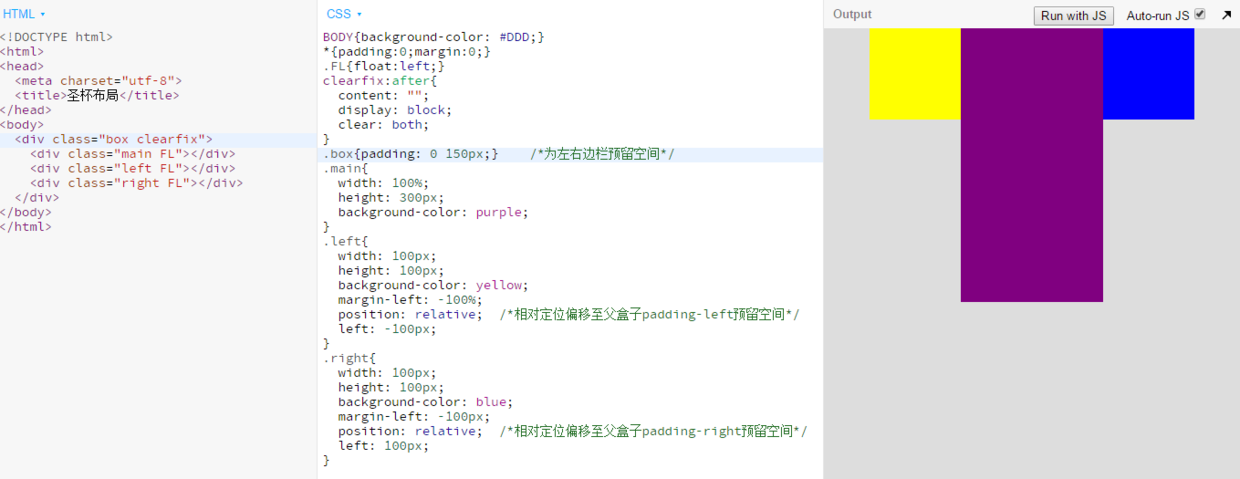 HTML
<!DOCTYPE html>
<html>
<head>
<meta charset="utf-8">
<title>圣杯布局</title>
</head>
<body>
<div class="box clearfix">
<div class="main FL"></div>
<div class="left FL"></div>
<div class="right FL"></div>
</div>
</body>
</html>
CSS
BODY{background-color: #DDD;}
*{padding:0;margin:0;}
.FL{float:left;}
clearfix:after{
content: "";
display: block;
clear: both;
}
.box{padding: 0 150px;} /*为左右边栏预留空间*/
.main{
width: 100%;
height: 300px;
background-color: purple;
}
.left{
width: 100px;
height: 100px;
background-color: yellow;
margin-left: -100%;
position: relative; /*相对定位偏移至父盒子padding-left预留空间*/
left: -100px;
}
.right{
width: 100px;
height: 100px;
background-color: blue;
margin-left: -100px;
position: relative; /*相对定位偏移至父盒子padding-right预留空间*/
left: 100px;
}
Output
Run with JS
Auto-run JS